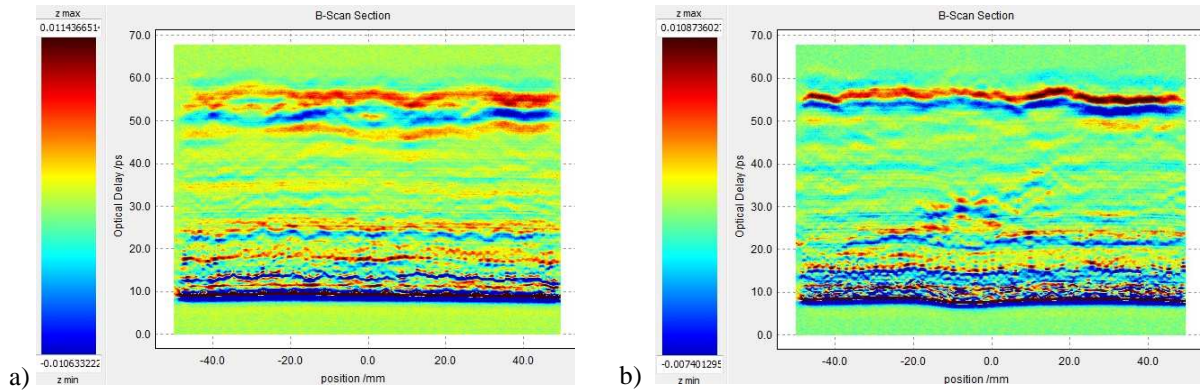 z max
B-Scan Section
0.011436651
70.0
60.0
50.0
40.0
30.0
20.0
10.0
0.0
Optical Delay /ps
-40.0 -20.0 0.0 20.0 40.0
position /mm
-0.01063322
z min
a)
z max
B-Scan Section
0.01087360
70.0
60.0
50.0
40.0
30.0
20.0
10.0
0.0
Optical Delay /ps
-40.0 -20.0 0.0 20.0 40.0
position /mm
-0.007401295
z min
b)